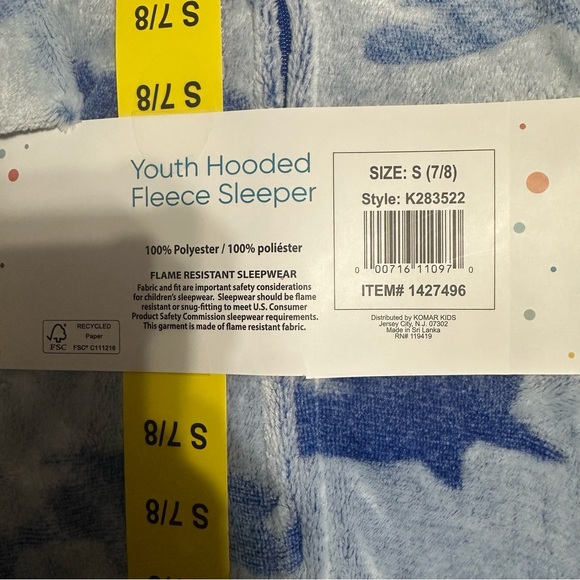 S 7/8
S 7/8
Youth Hooded
Fleece Sleeper
100% Polyester / 100% poliéster
FLAME RESISTANT SLEEPWEAR
Fabric and fit are important safety considerations
for children's sleepwear. Sleepwear should be flame
resistant or snug-fitting to meet U.S. Consumer
Product Safety Commission sleepwear requirements.
This garment is made of flame resistant fabric.
FSC
RECYCLED
Paper
FSC® C111216
SIZE: S (7/8)
Style: K283522
0 00716 11097 0
ITEM# 1427496
Distributed by KOMAR KIDS
Jersey City, N.J. 07302
Made in Sri Lanka
RN# 119419
S 7/8
S 7/8